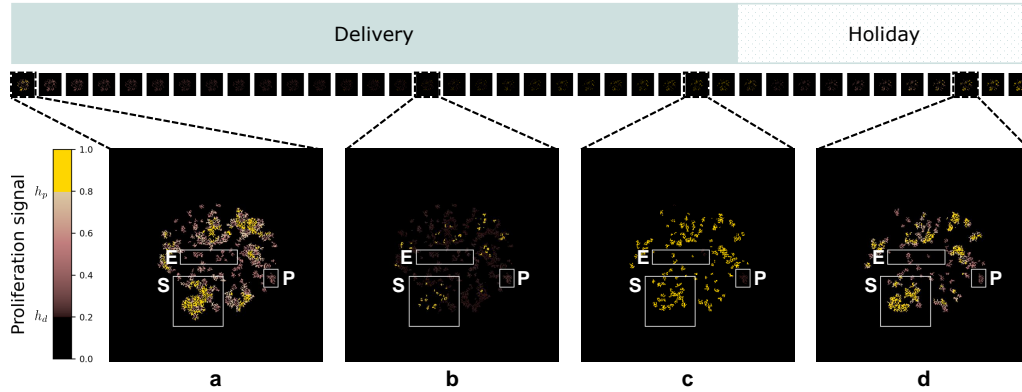 Delivery
Holiday
Proliferation signal
1.0
h_p
0.8
0.6
0.4
h_d
0.2
0.0
E
S
P
E
S
P
E
S
P
E
S
P
a
b
c
d